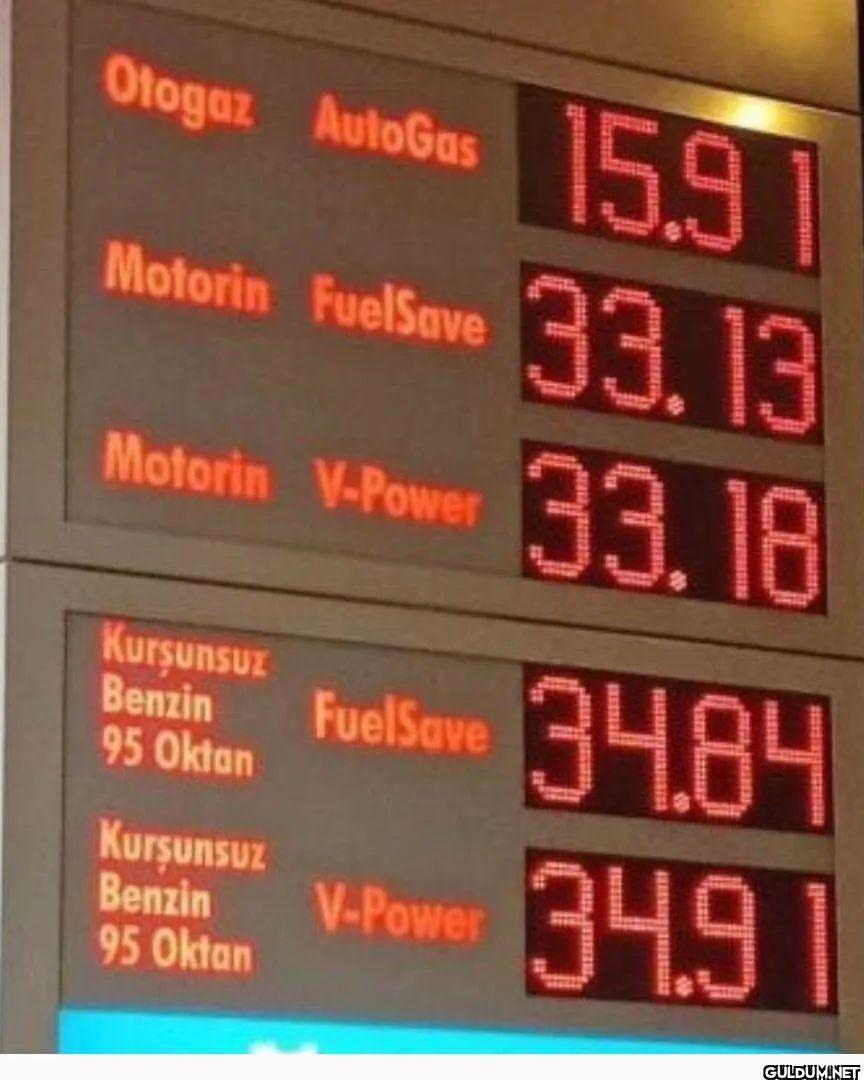 Otogaz AutoGas 15.91
Motorin FuelSave 33.13
Motorin V-Power 33.18
Kurşunsuz
Benzin FuelSave 34.84
95 Oktan
Kurşunsuz
Benzin V-Power 34.91
95 Oktan
GULDUM.NET